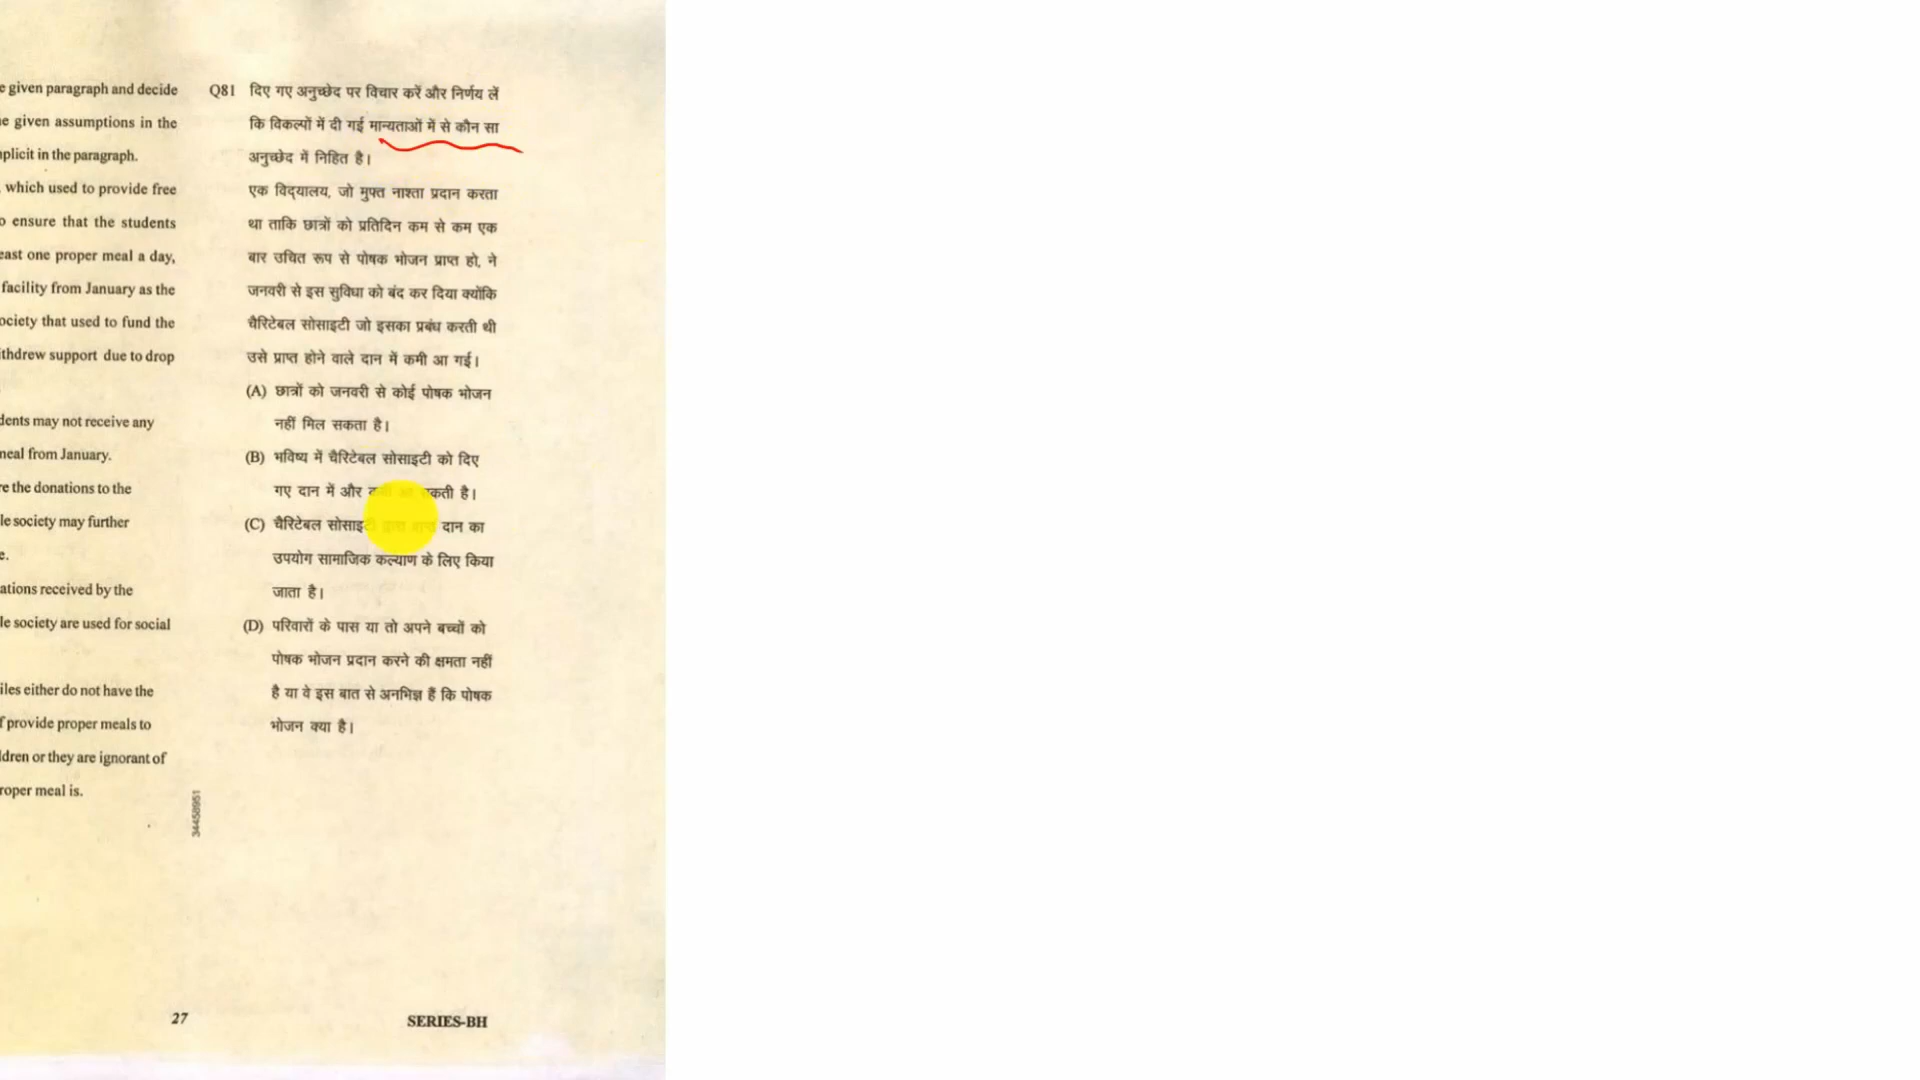 e given paragraph and decide
e given assumptions in the
plicit in the paragraph.
which used to provide free
o ensure that the students
east one proper meal a day,
facility from January as the
ociety that used to fund the
ithdrew support due to drop
dents may not receive any
neal from January.
re the donations to the
le society may further
e.
ations received by the
le society are used for social
iles either do not have the
f provide proper meals to
ldren or they are ignorant of
roper meal is.
34458951
Q81 दिए गए अनुच्छेद पर विचार करें और निर्णय लें
कि विकल्पों में दी गई मान्यताओं में से कौन सा
अनुच्छेद में निहित है।
एक विद्यालय, जो मुफ्त नाश्ता प्रदान करता
था ताकि छात्रों को प्रतिदिन कम से कम एक
बार उचित रूप से पोषक भोजन प्राप्त हो, ने
जनवरी से इस सुविधा को बंद कर दिया क्योंकि
चैरिटेबल सोसाइटी जो इसका प्रबंध करती थी
उसे प्राप्त होने वाले दान में कमी आ गई।
(A) छात्रों को जनवरी से कोई पोषक भोजन
नहीं मिल सकता है।
(B) भविष्य में चैरिटेबल सोसाइटी को दिए
गए दान में और कती है।
(C) चैरिटेबल सोसाइटी दान का
उपयोग सामाजिक कल्याण के लिए किया
जाता है।
(D) परिवारों के पास या तो अपने बच्चों को
पोषक भोजन प्रदान करने की क्षमता नहीं
है या वे इस बात से अनभिज्ञ हैं कि पोषक
भोजन क्या है।
27
SERIES-BH